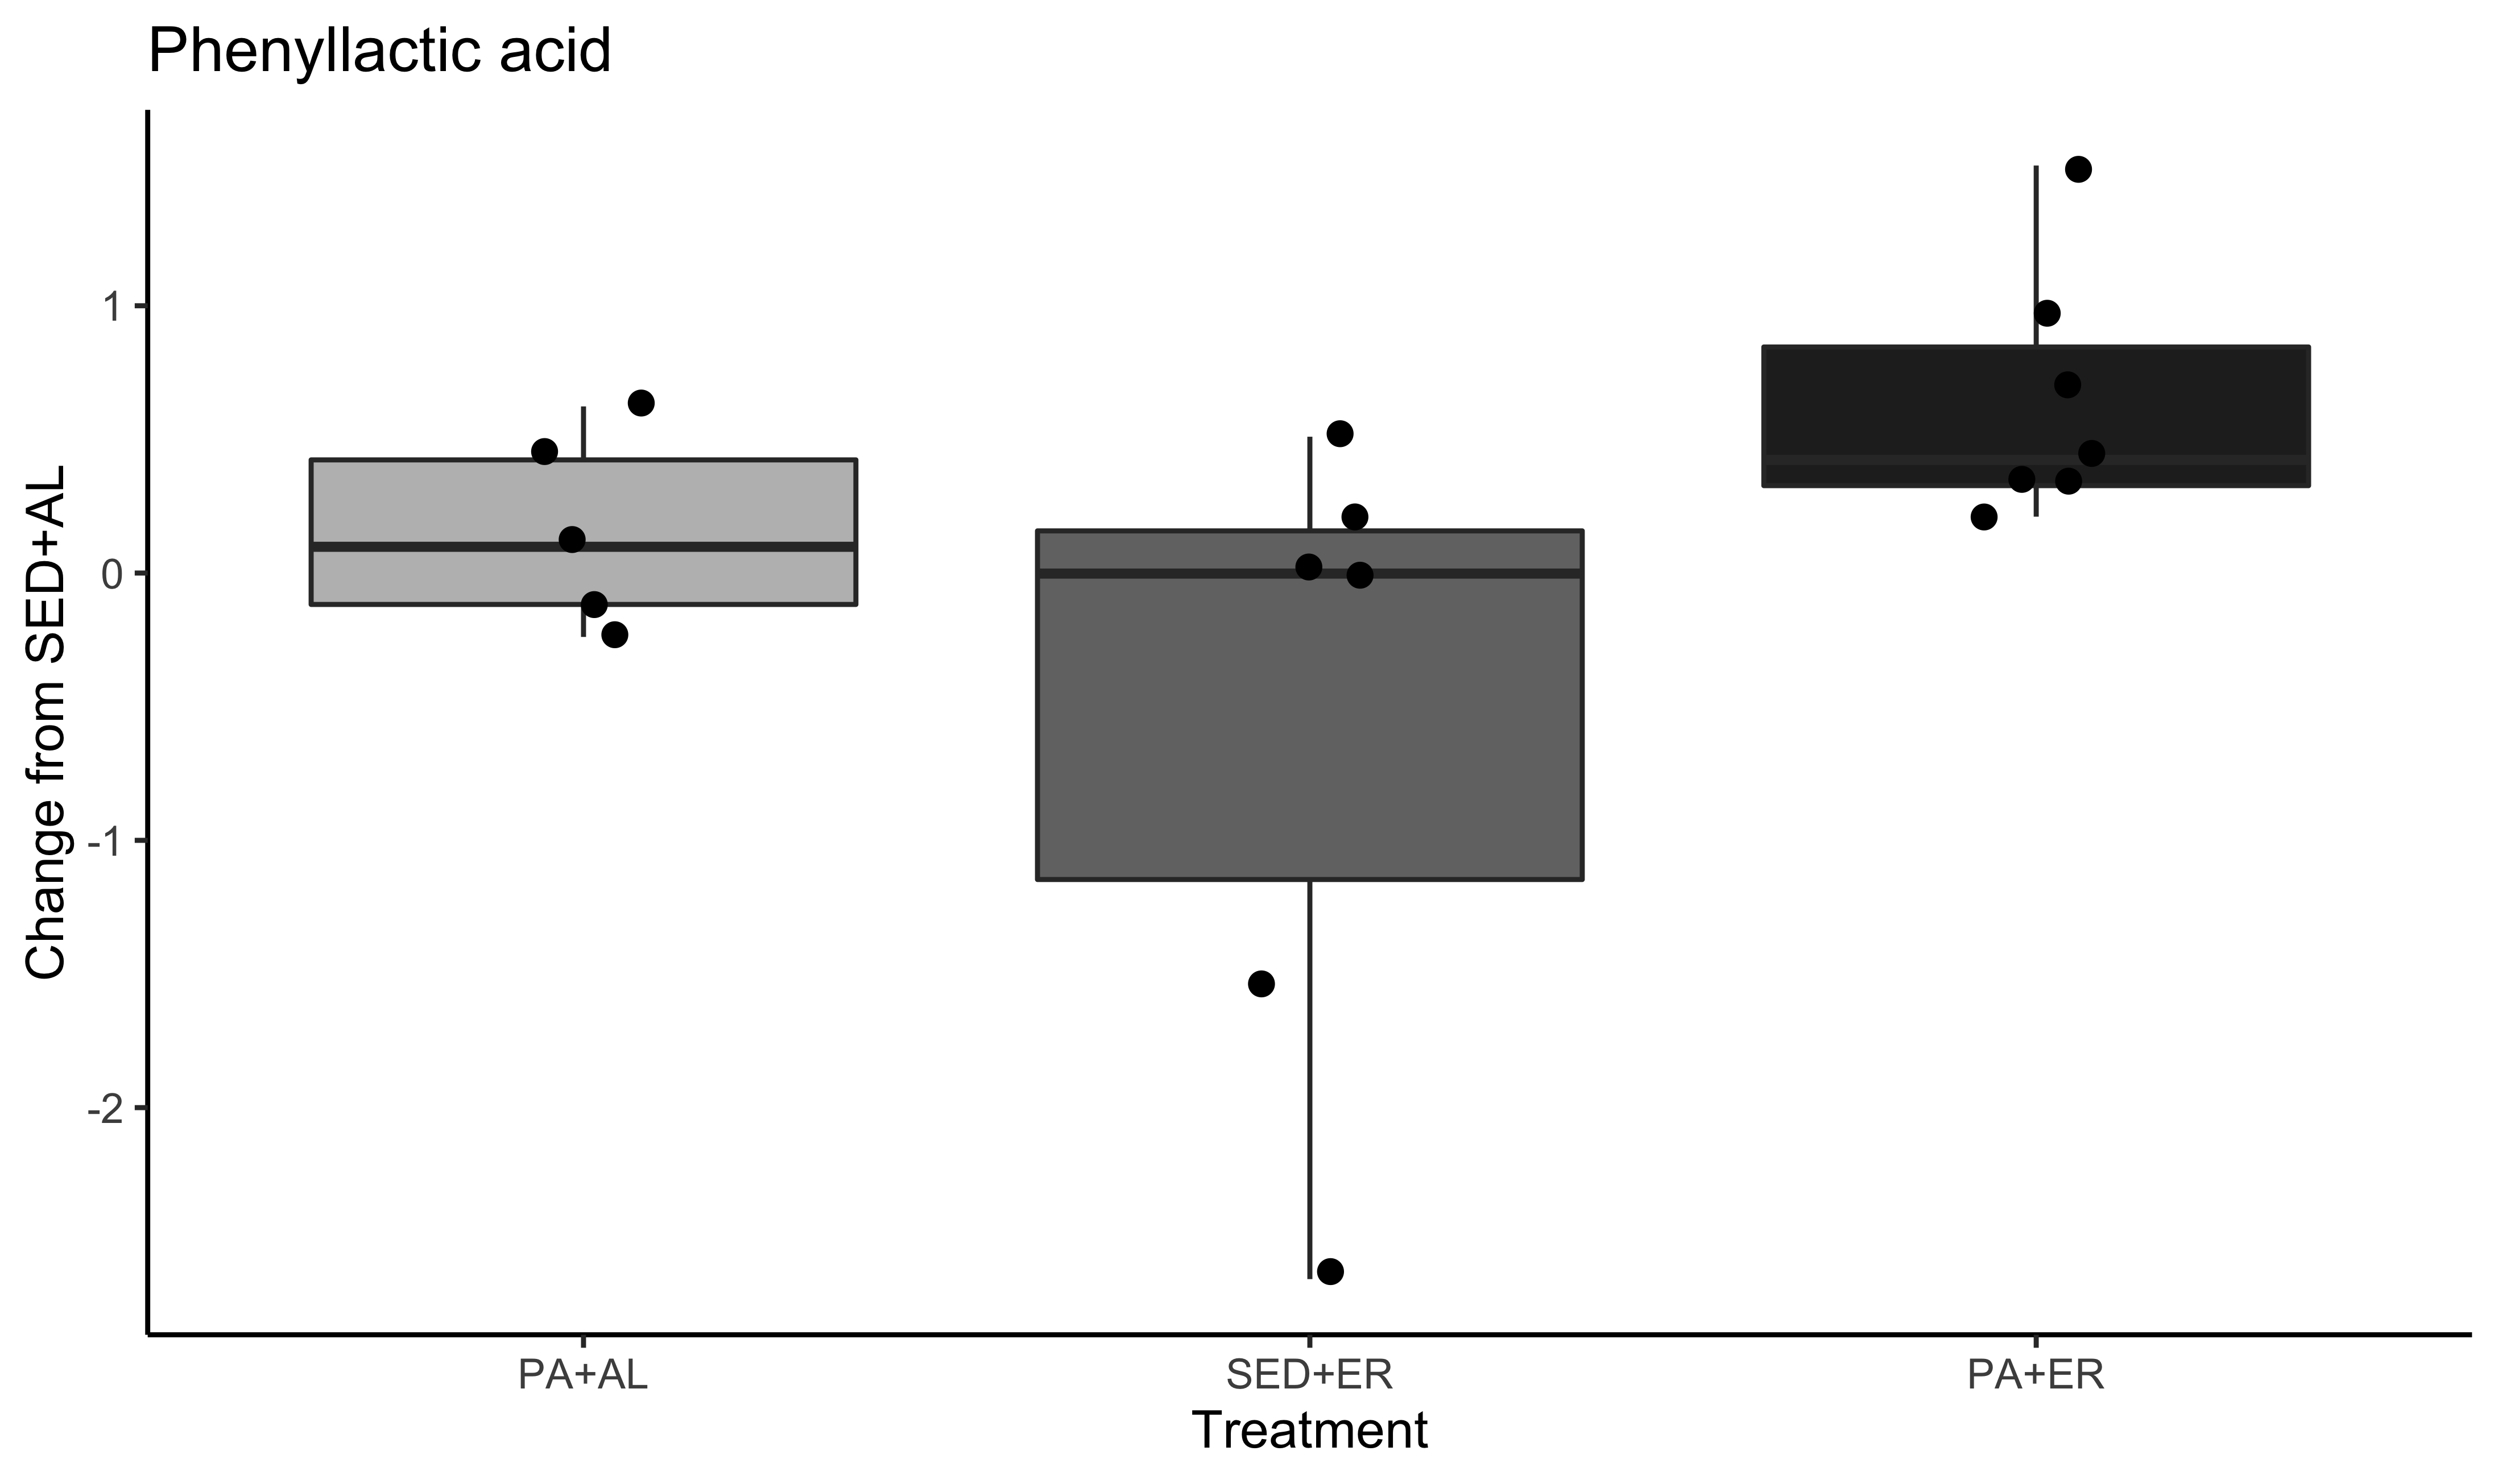 Phenyllactic acid
Change from SED+AL
1
0
-1
-2
PA+AL
SED+ER
PA+ER
Treatment